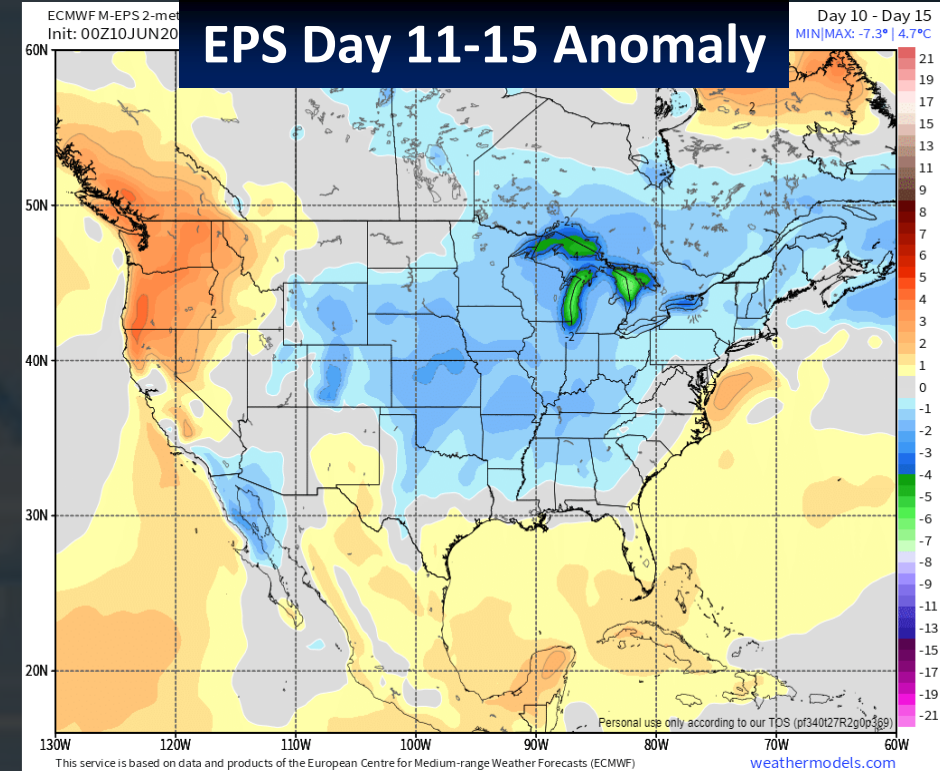 ECMWF M-EPS 2-met
Init: 00Z10JUN20
EPS Day 11-15 Anomaly
Day 10 - Day 15
MIN|MAX: -7.3° | 4.7°C
60N
50N
40N
30N
20N
130W 120W 110W 100W 90W 80W 70W 60W
2
2
-2
-2
21
19
17
15
13
11
9
8
7
6
5
4
3
2
1
0
-1
-2
-3
-4
-5
-6
-7
-8
-9
-11
-13
-15
-17
-19
-21
Personal use only according to our TOS (pf340t27R2g0p369)
This service is based on data and products of the European Centre for Medium-range Weather Forecasts (ECMWF)
weathermodels.com